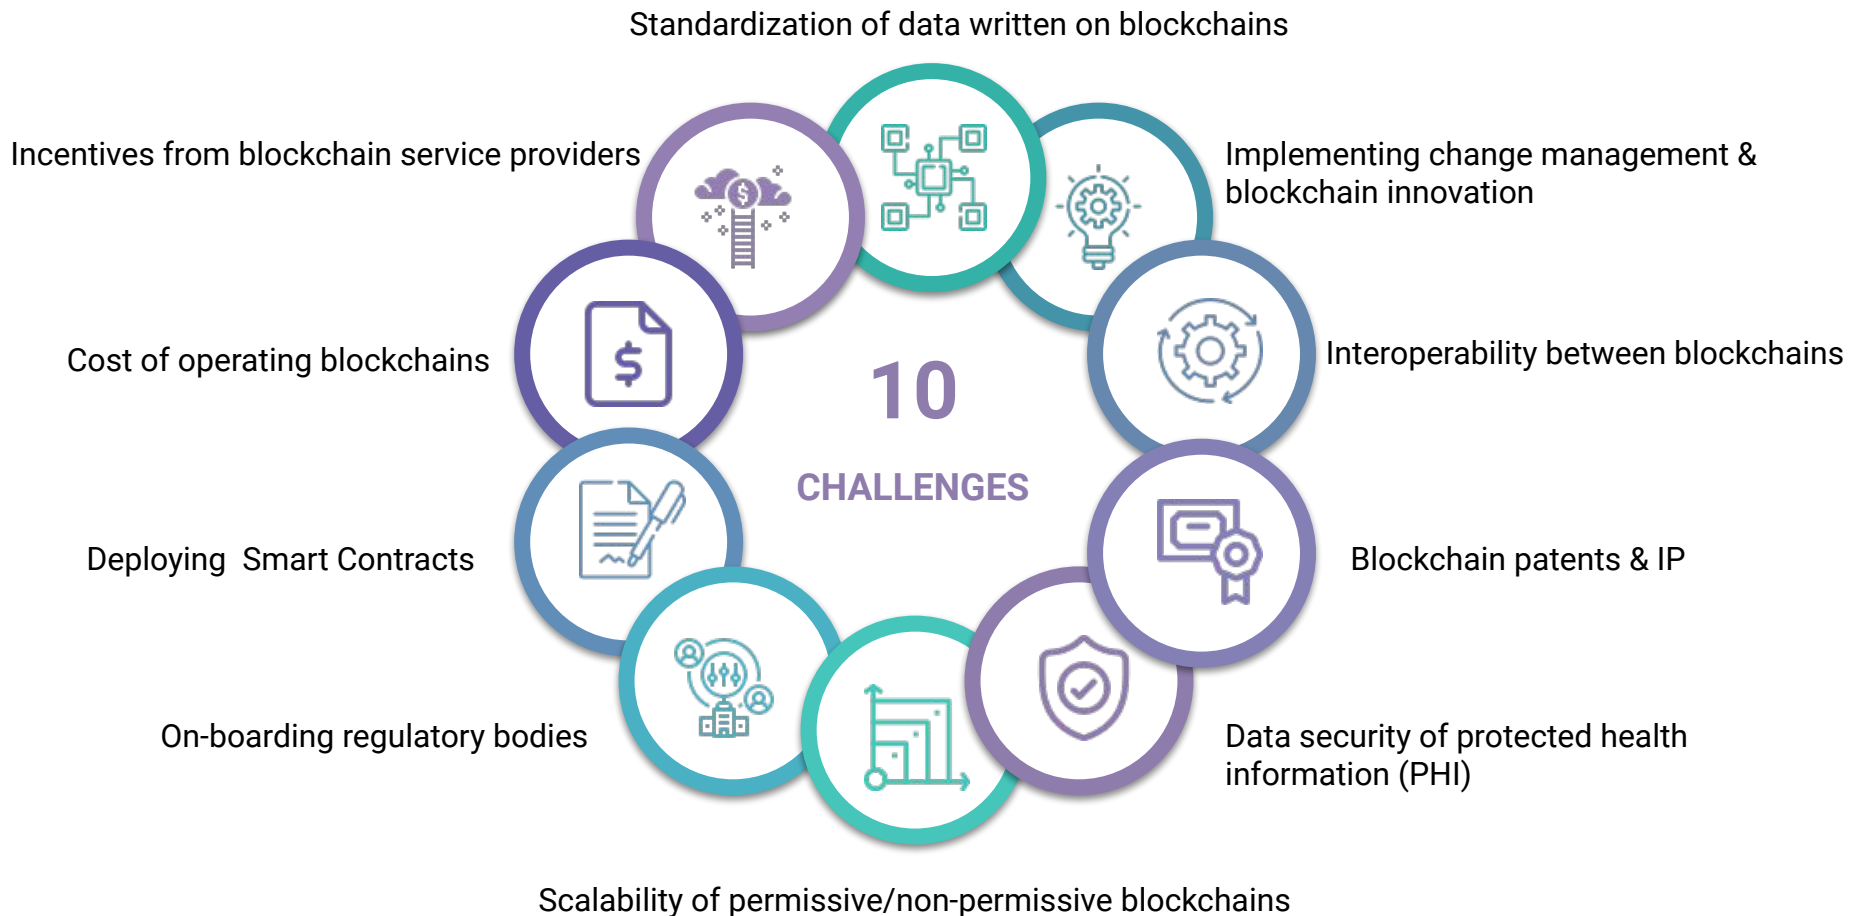 Standardization of data written on blockchains
Incentives from blockchain service providers
Implementing change management &
blockchain innovation
Cost of operating blockchains
Interoperability between blockchains
10
CHALLENGES
Deploying  Smart Contracts
Blockchain patents & IP
On-boarding regulatory bodies
Data security of protected health
information (PHI)
Scalability of permissive/non-permissive blockchains